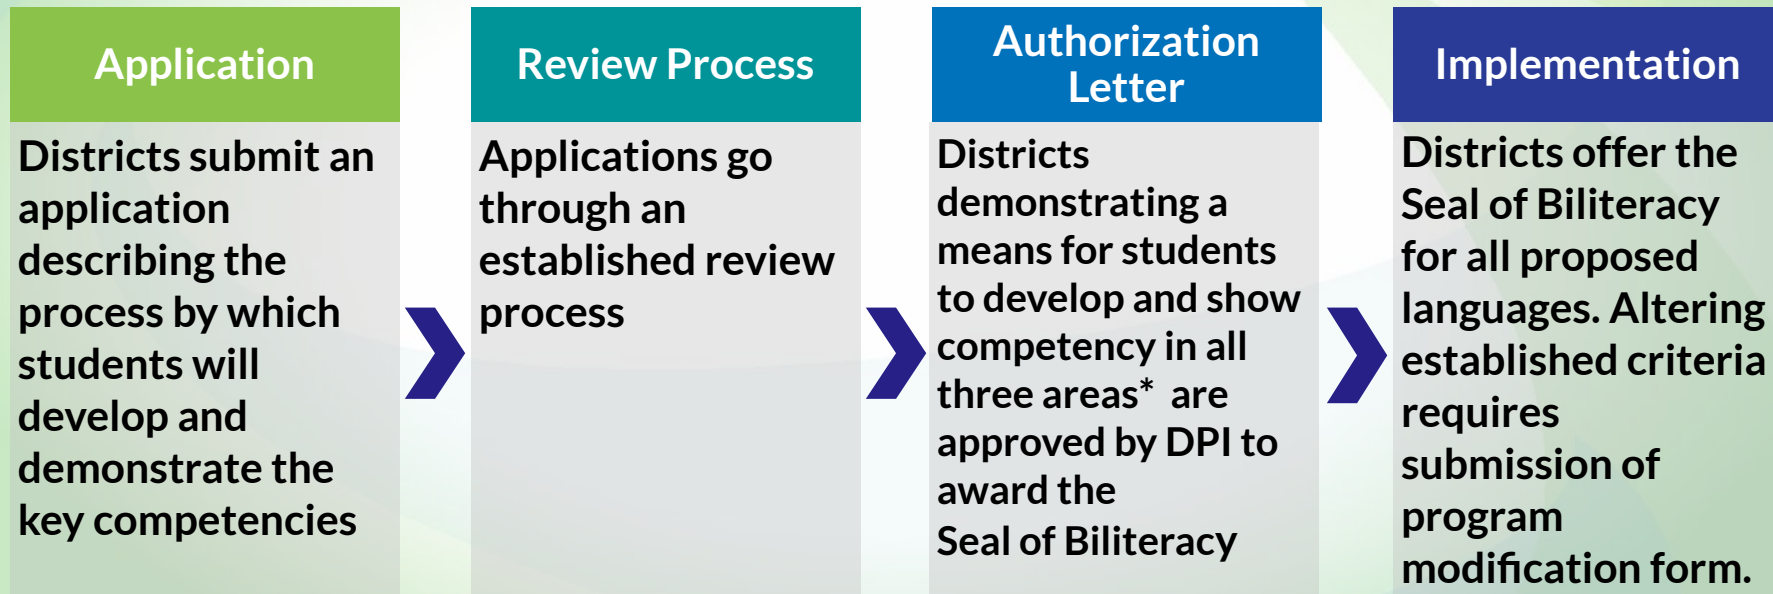 Application
Districts submit an
application
describing the
process by which
students will
develop and
demonstrate the
key competencies
Review Process
Applications go
through an
established review
process
Authorization
Letter
Districts
demonstrating a
means for students
to develop and show
competency in all
three areas* are
approved by DPI to
award the
Seal of Biliteracy
Implementation
Districts offer the
Seal of Biliteracy
for all proposed
languages. Altering
established criteria
requires
submission of
program
modification form.